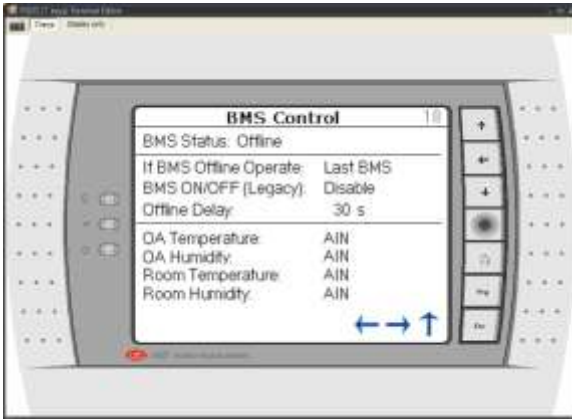 BMS Control 18
BMS Status: Offline
If BMS Offline Operate: Last BMS
BMS ON/OFF (Legacy): Disable
Offline Delay: 30 s
OA Temperature: AIN
OA Humidity: AIN
Room Temperature: AIN
Room Humidity: AIN